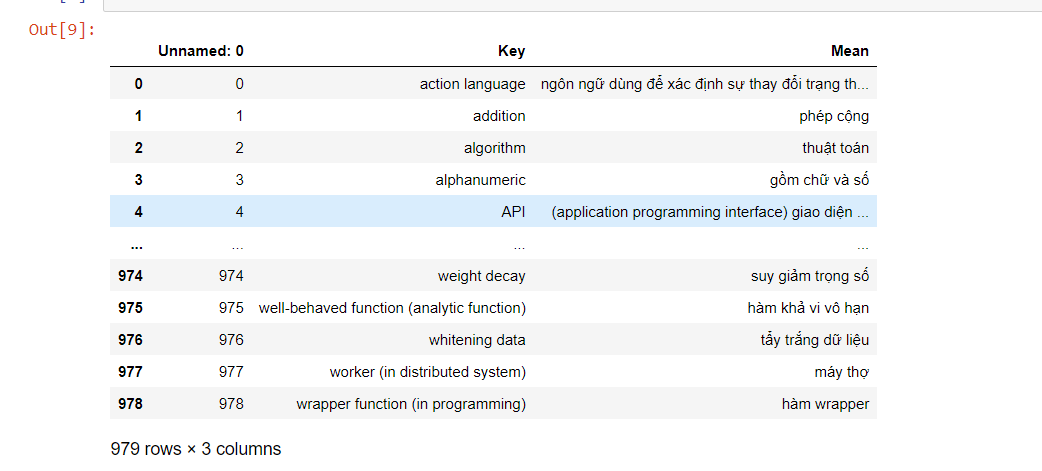 Out[9]:
Unnamed: 0 Key Mean
0 0 action language ngôn ngữ dùng để xác định sự thay đổi trạng th...
1 1 addition phép cộng
2 2 algorithm thuật toán
3 3 alphanumeric gồm chữ và số
4 4 API (application programming interface) giao diện ...
... ... ... ...
974 974 weight decay suy giảm trọng số
975 975 well-behaved function (analytic function) hàm khả vi vô hạn
976 976 whitening data tẩy trắng dữ liệu
977 977 worker (in distributed system) máy thợ
978 978 wrapper function (in programming) hàm wrapper
979 rows × 3 columns